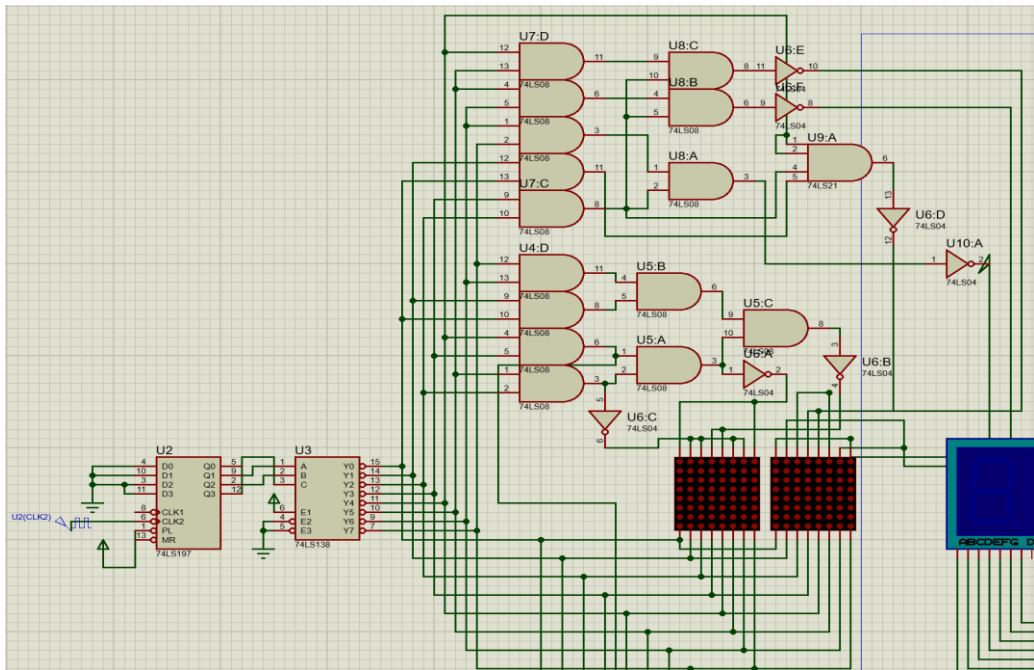 U7:D
12
11
13
74LS08
4
6
5
74LS08
1
3
2
74LS08
12
11
13
U7:C
74LS08
9
8
10
74LS08
U8:C
9
8
10
U8:B
74LS08
4
6
5
74LS08
U8:A
1
3
2
74LS08
U6:E
11
10
74LS04
9
8
74LS04
U9:A
1
2
6
4
5
74LS21
13
U6:D
74LS04
12
U10:A
1
2
74LS04
U4:D
12
11
13
74LS08
9
8
10
74LS08
4
6
5
74LS08
1
3
2
74LS08
U5:B
4
6
5
74LS08
U5:C
9
8
10
U5:A
1
3
2
74LS08
U6:A
1
2
74LS04
3
U6:B
74LS04
4
5
U6:C
74LS04
6
U2
4
D0
Q0
5
10
D1
Q1
9
3
D2
Q2
2
11
D3
Q3
12
8
CLK1
6
CLK2
1
PL
13
MR
74LS197
U2(CLK2)
U3
1
A
Y0
15
2
B
Y1
14
3
C
Y2
13
Y3
12
Y4
11
6
E1
Y5
10
4
E2
Y6
9
5
E3
Y7
7
74LS138
ABCDEFG D